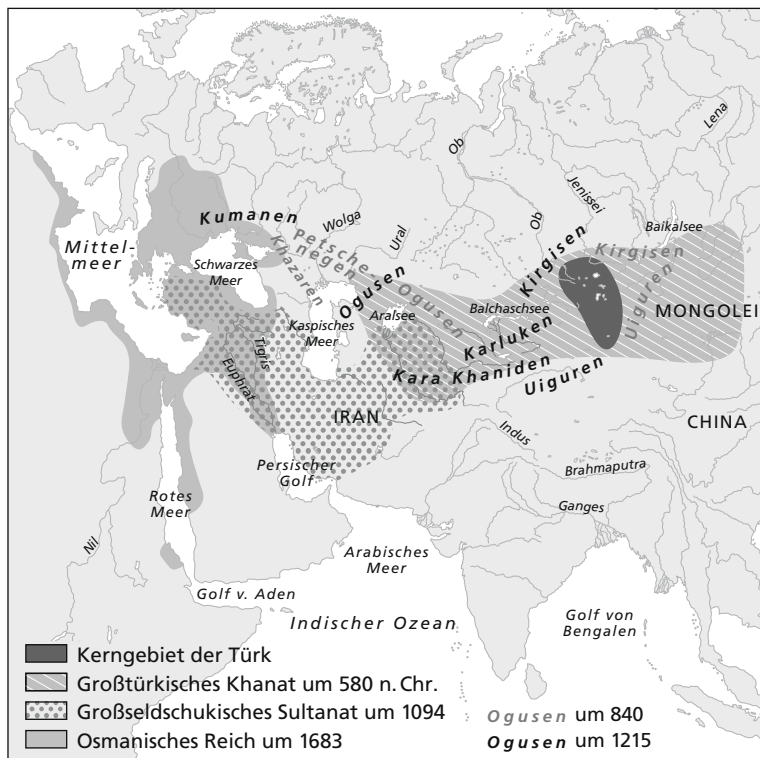 Lena
Ob
Jenissei
Ob
Baikalsee
Kumanen
Wolga
Ural
Kirgisen
Kirgisen
Mittel-
meer
Petsche-
negen
Khazaren
Schwarzes
Meer
Ogusen
Ogusen
Uiguren
Aralsee
Balchaschsee
MONGOLEI
Kaspisches
Meer
Karluken
Tigris
Euphrat
Kara Khaniden
Uiguren
IRAN
CHINA
Indus
Persischer
Golf
Brahmaputra
Rotes
Meer
Ganges
Nil
Arabisches
Meer
Golf v. Aden
Indischer Ozean
Golf von
Bengalen
Kerngebiet der Türk
Großtürkisches Khanat um 580 n. Chr.
Großseldschukisches Sultanat um 1094
Osmanisches Reich um 1683
Ogusen um 840
Ogusen um 1215